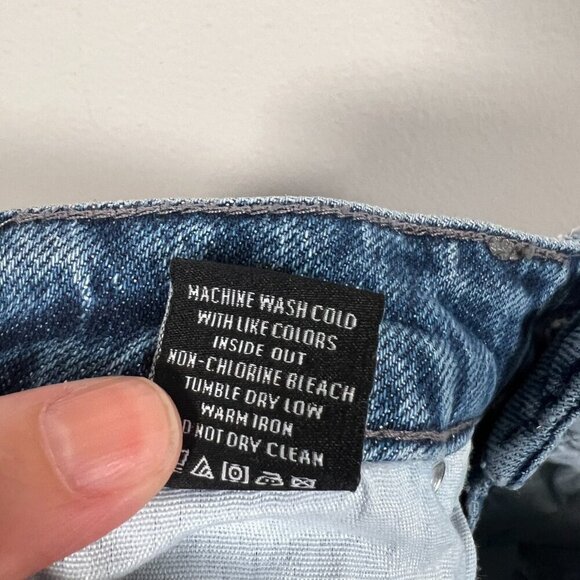 MACHINE WASH COLD
WITH LIKE COLORS
INSIDE OUT
NON-CHLORINE BLEACH
TUMBLE DRY LOW
WARM IRON
DO NOT DRY CLEAN